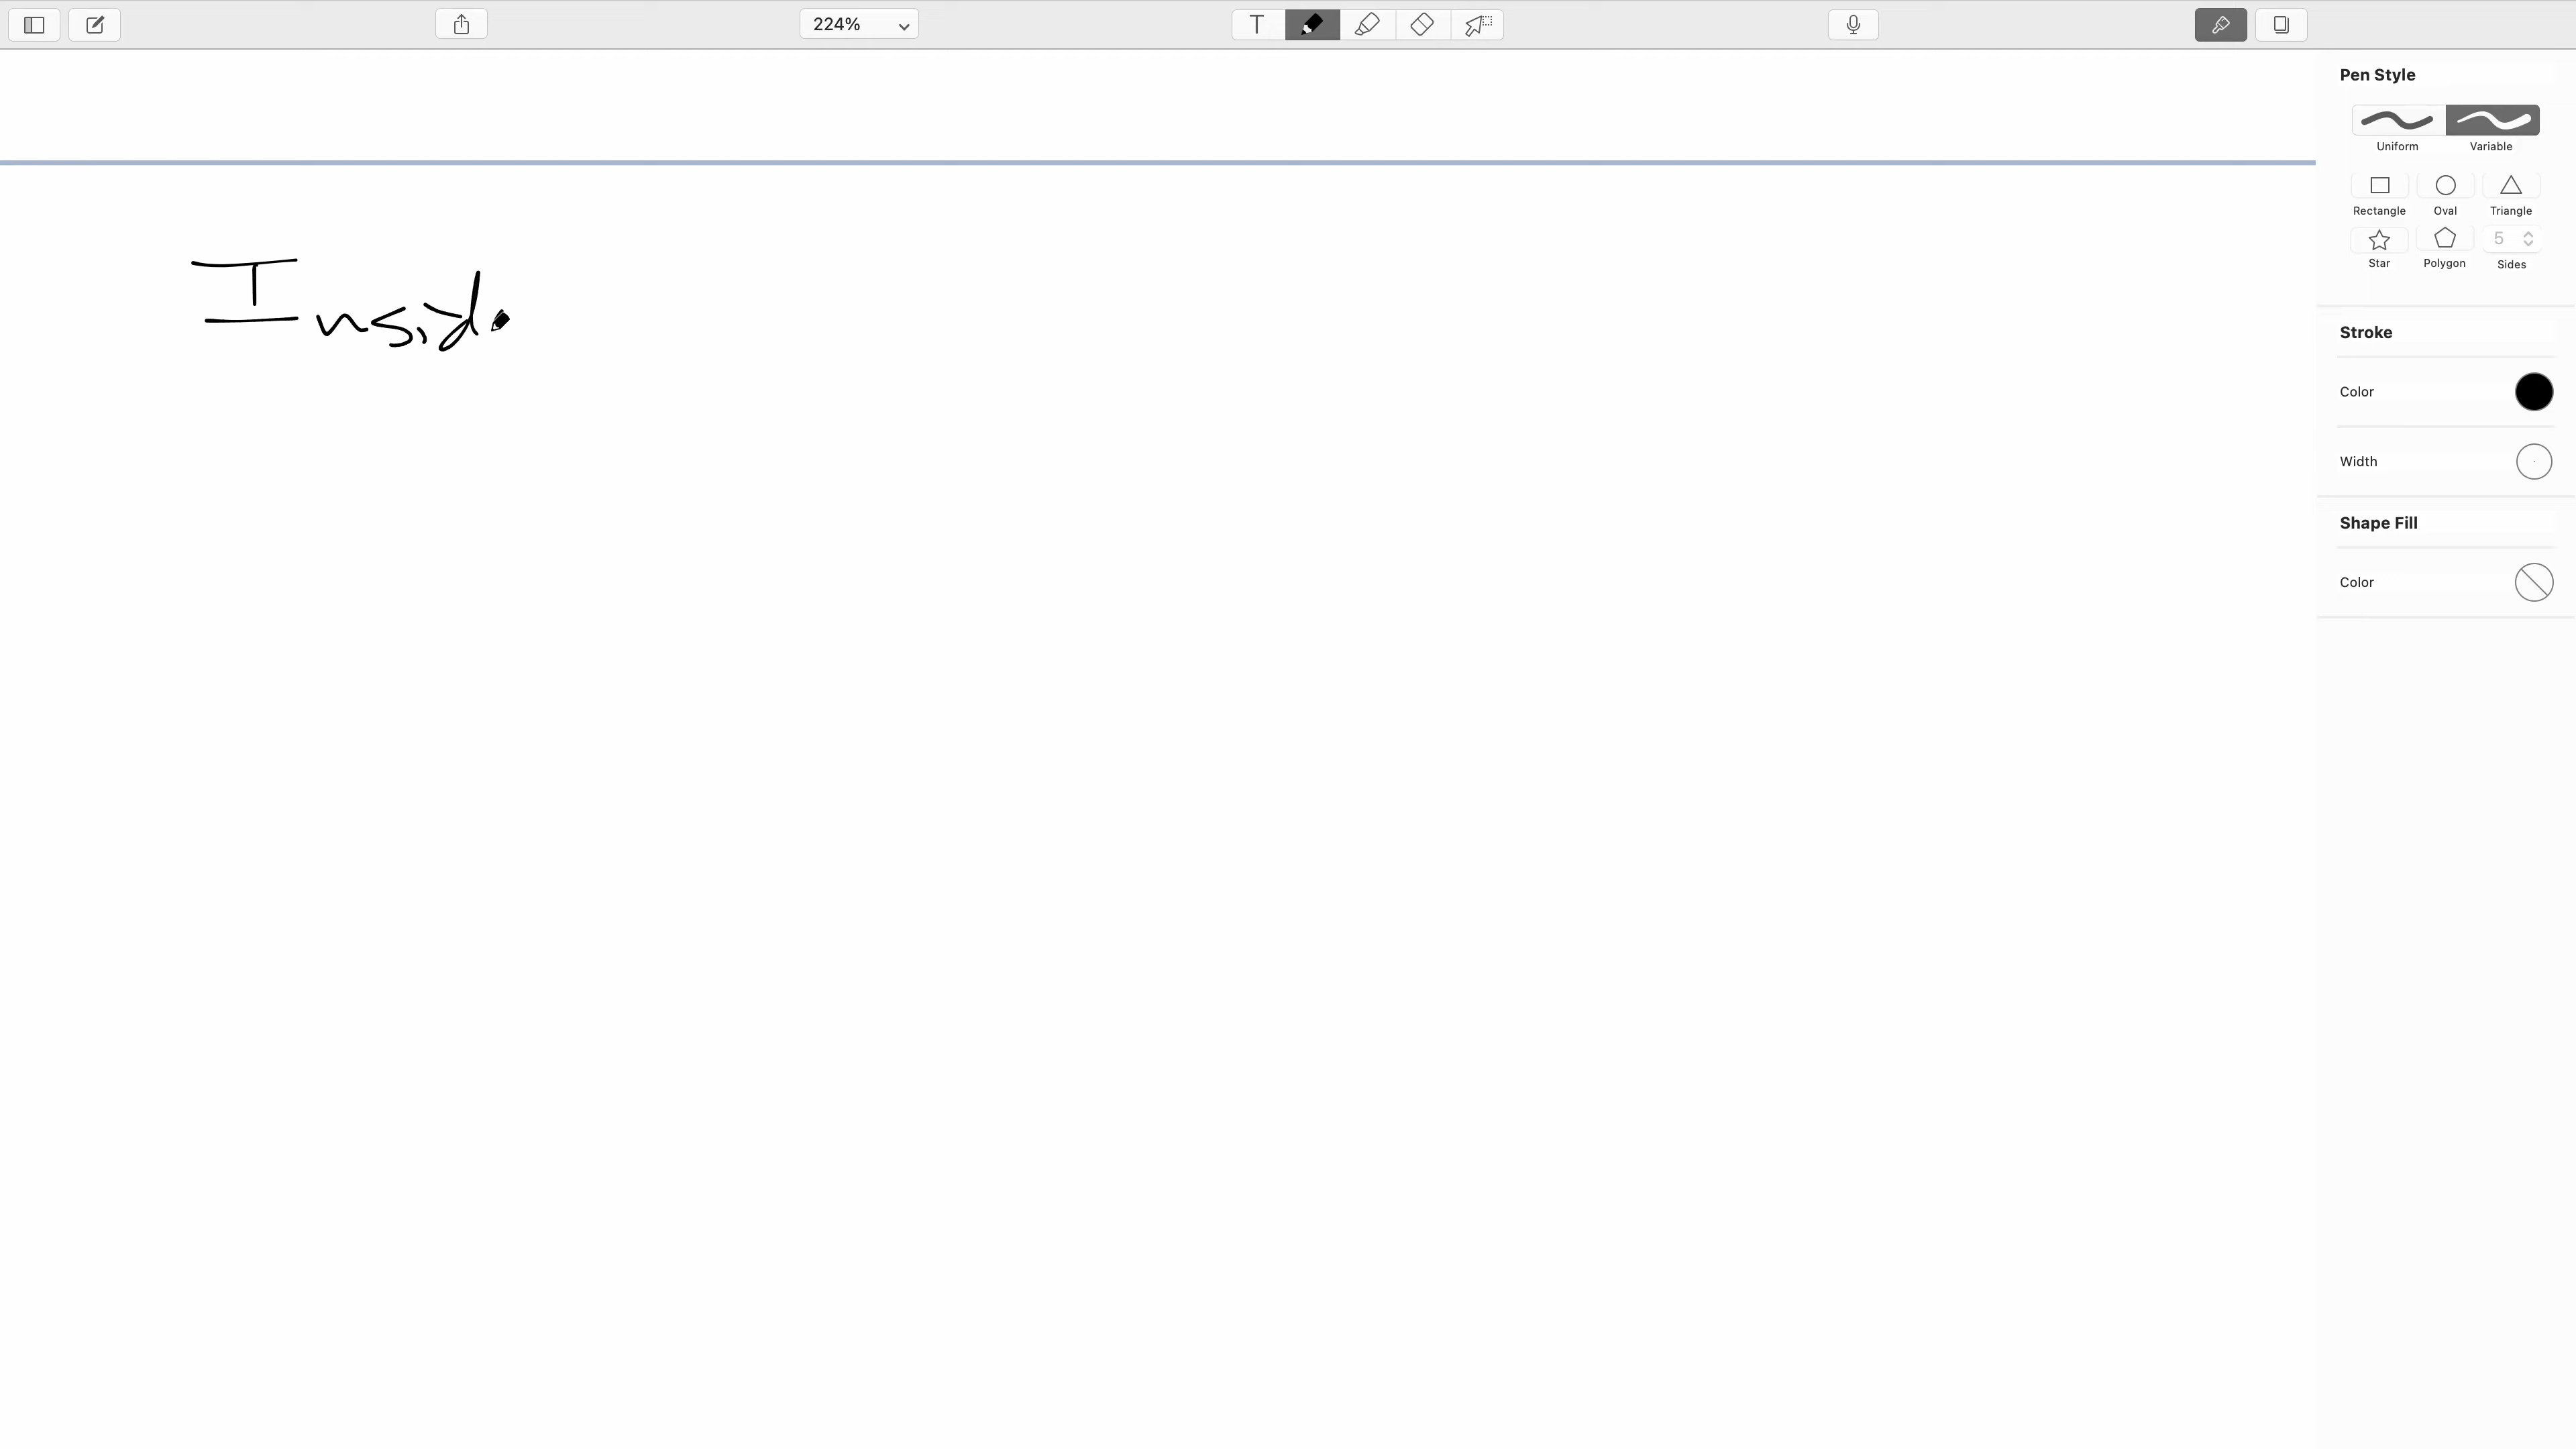 224%
T
Pen Style
Uniform Variable
Rectangle Oval Triangle
5
Star Polygon Sides
Insid
Stroke
Color
Width
Shape Fill
Color